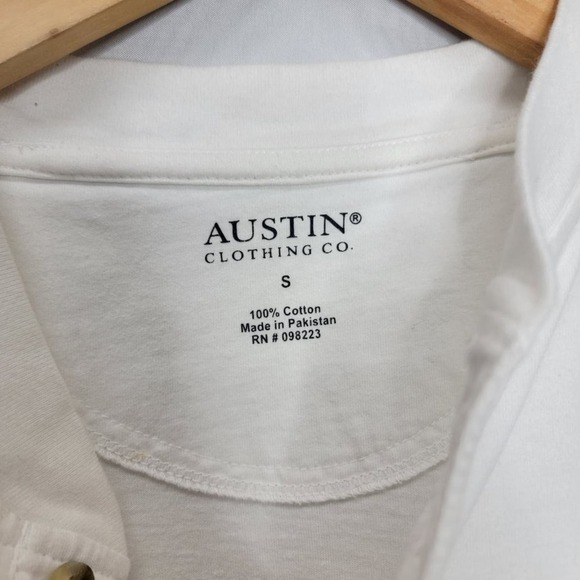 AUSTIN®
CLOTHING CO.
S
100% Cotton
Made in Pakistan
RN # 098223